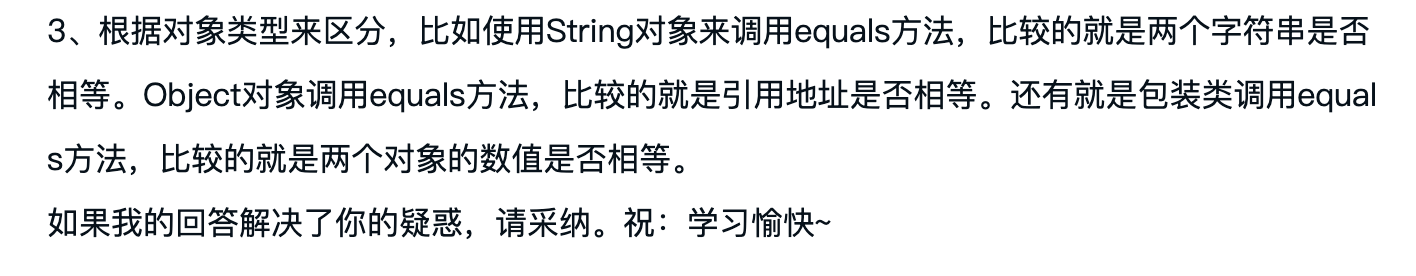 3、根据对象类型来区分，比如使用String对象来调用equals方法，比较的就是两个字符串是否
相等。Object对象调用equals方法，比较的就是引用地址是否相等。还有就是包装类调用equal
s方法，比较的就是两个对象的数值是否相等。
如果我的回答解决了你的疑惑，请采纳。祝：学习愉快~